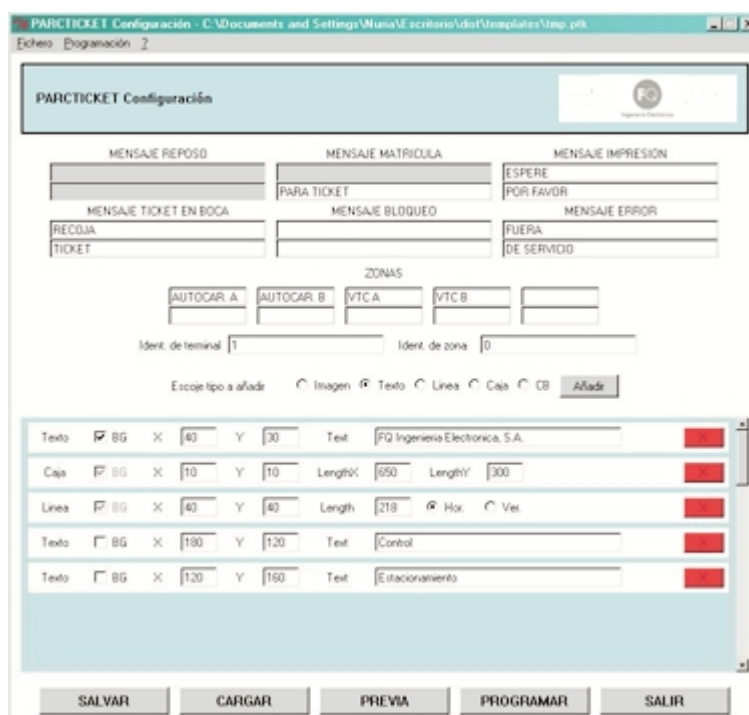 PARCTICKET Configuración - C:\Documents and Settings\Nuria\Escritorio\dist\templates\tmp.ptk
Fichero Programación ?
PARCTICKET Configuración
FQ
Ingeniería Electrónica
MENSAJE REPOSO MENSAJE MATRICULA MENSAJE IMPRESION
ESPERE
PARA TICKET POR FAVOR
MENSAJE TICKET EN BOCA MENSAJE BLOQUEO MENSAJE ERROR
RECOJA FUERA
TICKET DE SERVICIO
ZONAS
AUTOCAR. A AUTOCAR. B VTC A VTC B
Ident. de terminal 1 Ident. de zona 0
Escoje tipo a añadir Imagen Texto Linea Caja CB Añadir
Texto BG X 40 Y 30 Text FQ Ingenieria Electronica, S.A. X
Caja BG X 10 Y 10 LengthX 650 LengthY 300 X
Linea BG X 40 Y 40 Length 218 Hor. Ver. X
Texto BG X 180 Y 120 Text Control X
Texto BG X 120 Y 160 Text Estacionamiento X
SALVAR CARGAR PREVIA PROGRAMAR SALIR